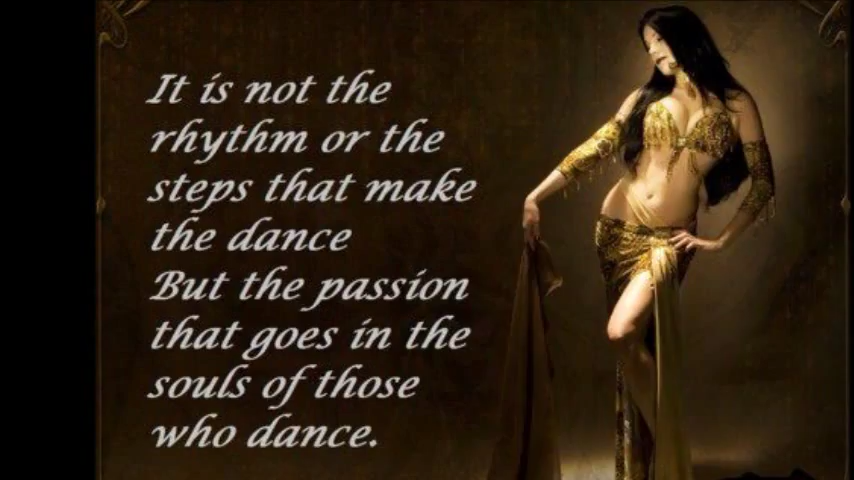 It is not the
rhythm or the
steps that make
the dance
But the passion
that goes in the
souls of those
who dance.